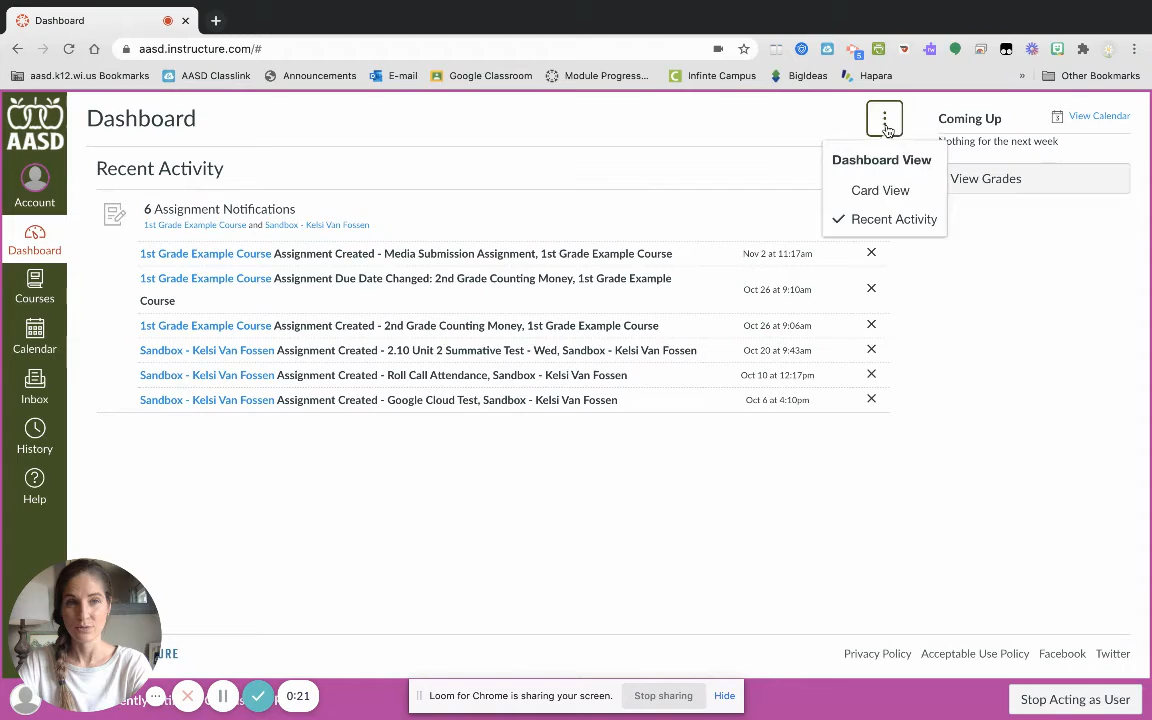 Dashboard
aasd.instructure.com/#
aasd.k12.wi.us Bookmarks
AASD Classlink
Announcements
E-mail
Google Classroom
Module Progress...
Infinte Campus
BigIdeas
Hapara
»
Other Bookmarks
5
AASD
Account
Dashboard
Courses
Calendar
Inbox
History
Help
Dashboard
Dashboard View
Card View
Recent Activity
Coming Up
View Calendar
Nothing for the next week
View Grades
Recent Activity
6 Assignment Notifications
1st Grade Example Course and Sandbox - Kelsi Van Fossen
1st Grade Example Course Assignment Created - Media Submission Assignment, 1st Grade Example Course Nov 2 at 11:17am
1st Grade Example Course Assignment Due Date Changed: 2nd Grade Counting Money, 1st Grade Example
Course Oct 26 at 9:10am
1st Grade Example Course Assignment Created - 2nd Grade Counting Money, 1st Grade Example Course Oct 26 at 9:06am
Sandbox - Kelsi Van Fossen Assignment Created - 2.10 Unit 2 Summative Test - Wed, Sandbox - Kelsi Van Fossen Oct 20 at 9:43am
Sandbox - Kelsi Van Fossen Assignment Created - Roll Call Attendance, Sandbox - Kelsi Van Fossen Oct 10 at 12:17pm
Sandbox - Kelsi Van Fossen Assignment Created - Google Cloud Test, Sandbox - Kelsi Van Fossen Oct 6 at 4:10pm
URE
Privacy Policy Acceptable Use Policy Facebook Twitter
0:21
Loom for Chrome is sharing your screen.
Stop sharing
Hide
Stop Acting as User